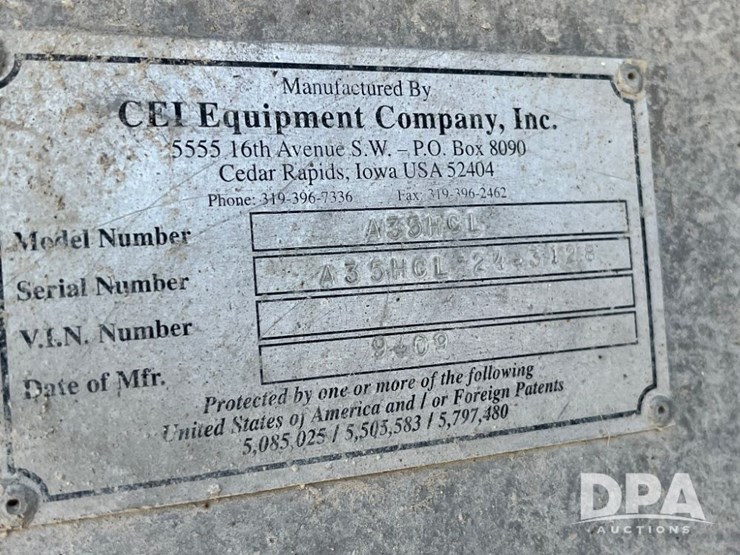 Manufactured By
CEI Equipment Company, Inc.
5555 16th Avenue S.W. – P.O. Box 8090
Cedar Rapids, Iowa USA 52404
Phone: 319-396-7336 Fax: 319-396-2462
Model Number A35HCL
Serial Number
V.I.N. Number
Date of Mfr.
Protected by one or more of the following
United States of America and / or Foreign Patents
5,085,025 / 5,505,583 / 5,797,480
DPA
AUCTIONS